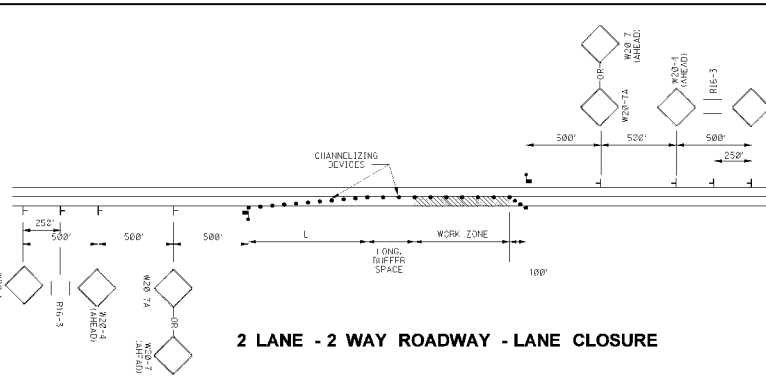 W20-7
(AHEAD)
OR
W20-7A
W20-4
(AHEAD)
R16-3
500'
500'
500'
250'
CHANNELIZING
DEVICES
250'
500'
500'
500'
L
WORK ZONE
LONG.
BUFFER
SPACE
100'
R16-3
W20-4
(AHEAD)
W20-7A
OR
W20-7
(AHEAD)
2 LANE - 2 WAY ROADWAY - LANE CLOSURE